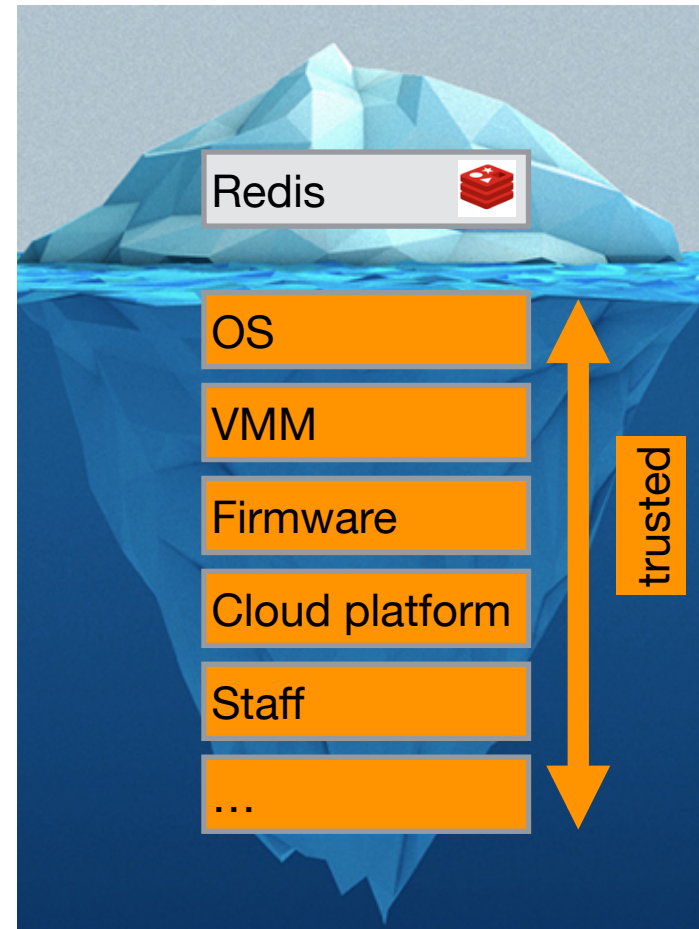 Redis
OS
VMM
Firmware
Cloud platform
Staff
…
trusted